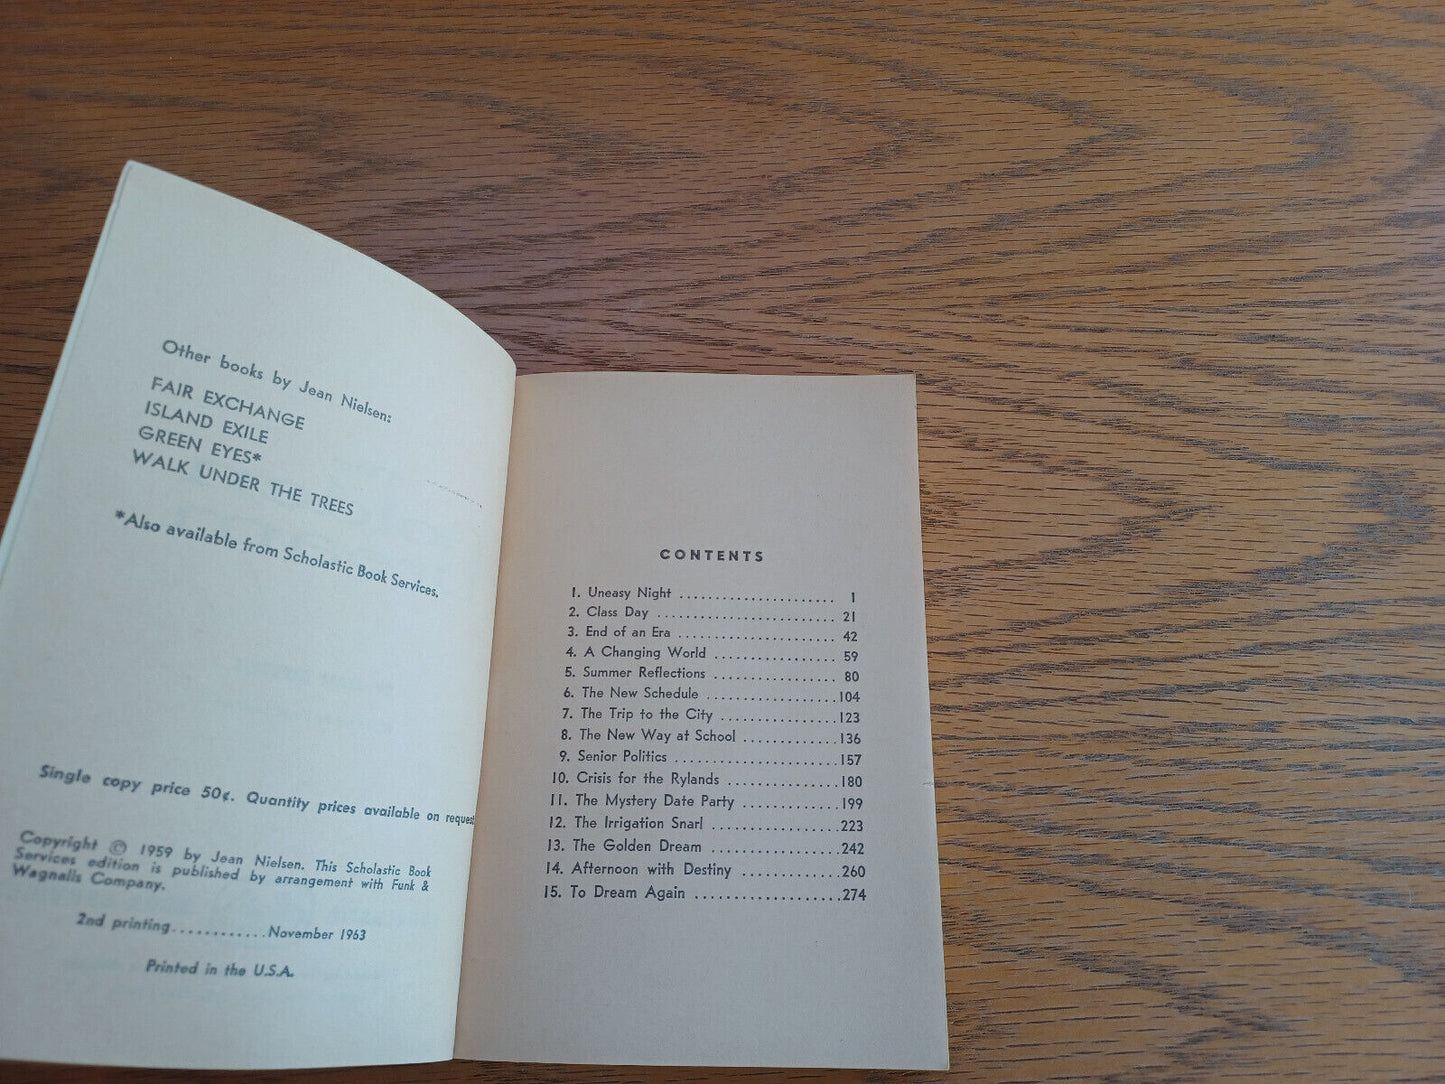 Other books by Jean Nielsen:
FAIR EXCHANGE
ISLAND EXILE
GREEN EYES*
WALK UNDER THE TREES
*Also available from Scholastic Book Services.
Single copy price 50¢. Quantity prices available on request.
Copyright © 1959 by Jean Nielsen. This Scholastic Book
Services edition is published by arrangement with Funk &
Wagnalls Company.
2nd printing............November 1963
Printed in the U.S.A.
CONTENTS
1. Uneasy Night ....................... 1
2. Class Day .......................... 21
3. End of an Era ....................... 42
4. A Changing World ................. 59
5. Summer Reflections ................ 80
6. The New Schedule ...................104
7. The Trip to the City .................123
8. The New Way at School ..............136
9. Senior Politics ........................157
10. Crisis for the Rylands ................180
11. The Mystery Date Party ..............199
12. The Irrigation Snarl ...................223
13. The Golden Dream ...................242
14. Afternoon with Destiny ..............260
15. To Dream Again .....................274